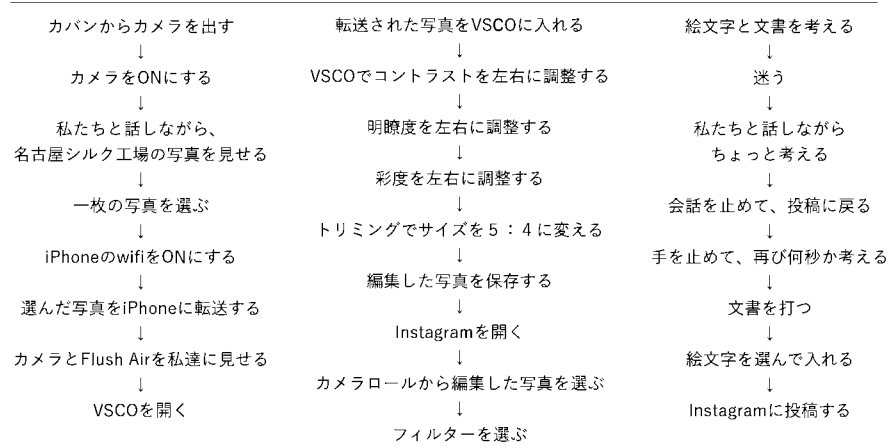 カバンからカメラを出す
↓
カメラをONにする
↓
私たちと話しながら、
名古屋シルク工場の写真を見せる
↓
一枚の写真を選ぶ
↓
iPhoneのwifiをONにする
↓
選んだ写真をiPhoneに転送する
↓
カメラとFlush Airを私達に見せる
↓
VSCOを開く
転送された写真をVSCOに入れる
↓
VSCOでコントラストを左右に調整する
↓
明瞭度を左右に調整する
↓
彩度を左右に調整する
↓
トリミングでサイズを5：4に変える
↓
編集した写真を保存する
↓
Instagramを開く
↓
カメラロールから編集した写真を選ぶ
↓
フィルターを選ぶ
絵文字と文書を考える
↓
迷う
↓
私たちと話しながら
ちょっと考える
↓
会話を止めて、投稿に戻る
↓
手を止めて、再び何秒か考える
↓
文書を打つ
↓
絵文字を選んで入れる
↓
Instagramに投稿する